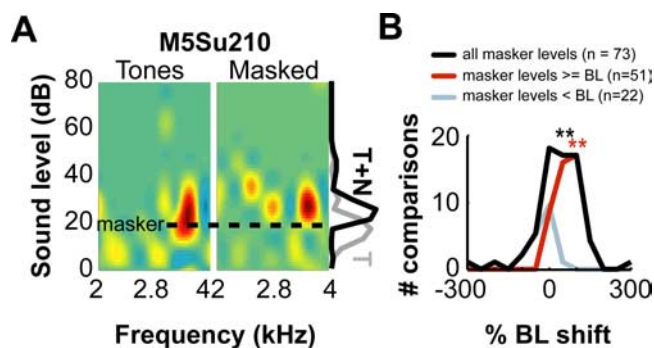 A
M5Su210
Tones Masked
Sound level (dB)
80
60
40
20
0
masker
T+N
T
2 2.8 42 2.8 4
Frequency (kHz)
B
all masker levels (n = 73)
masker levels >= BL (n=51)
masker levels < BL (n=22)
# comparisons
20
10
0
** **
-300 0 300
% BL shift